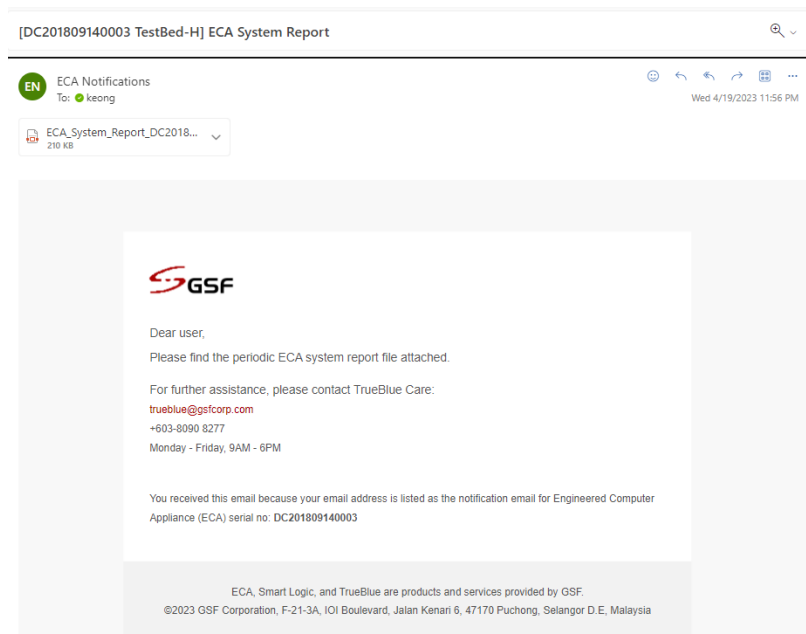 [DC201809140003 TestBed-H] ECA System Report
EN
ECA Notifications
To: keong
Wed 4/19/2023 11:56 PM
ECA_System_Report_DC2018...
210 KB
GSF
Dear user,
Please find the periodic ECA system report file attached.
For further assistance, please contact TrueBlue Care:
trueblue@gsfcorp.com
+603-8090 8277
Monday - Friday, 9AM - 6PM
You received this email because your email address is listed as the notification email for Engineered Computer
Appliance (ECA) serial no: DC201809140003
ECA, Smart Logic, and TrueBlue are products and services provided by GSF.
©2023 GSF Corporation, F-21-3A, IOI Boulevard, Jalan Kenari 6, 47170 Puchong, Selangor D.E, Malaysia